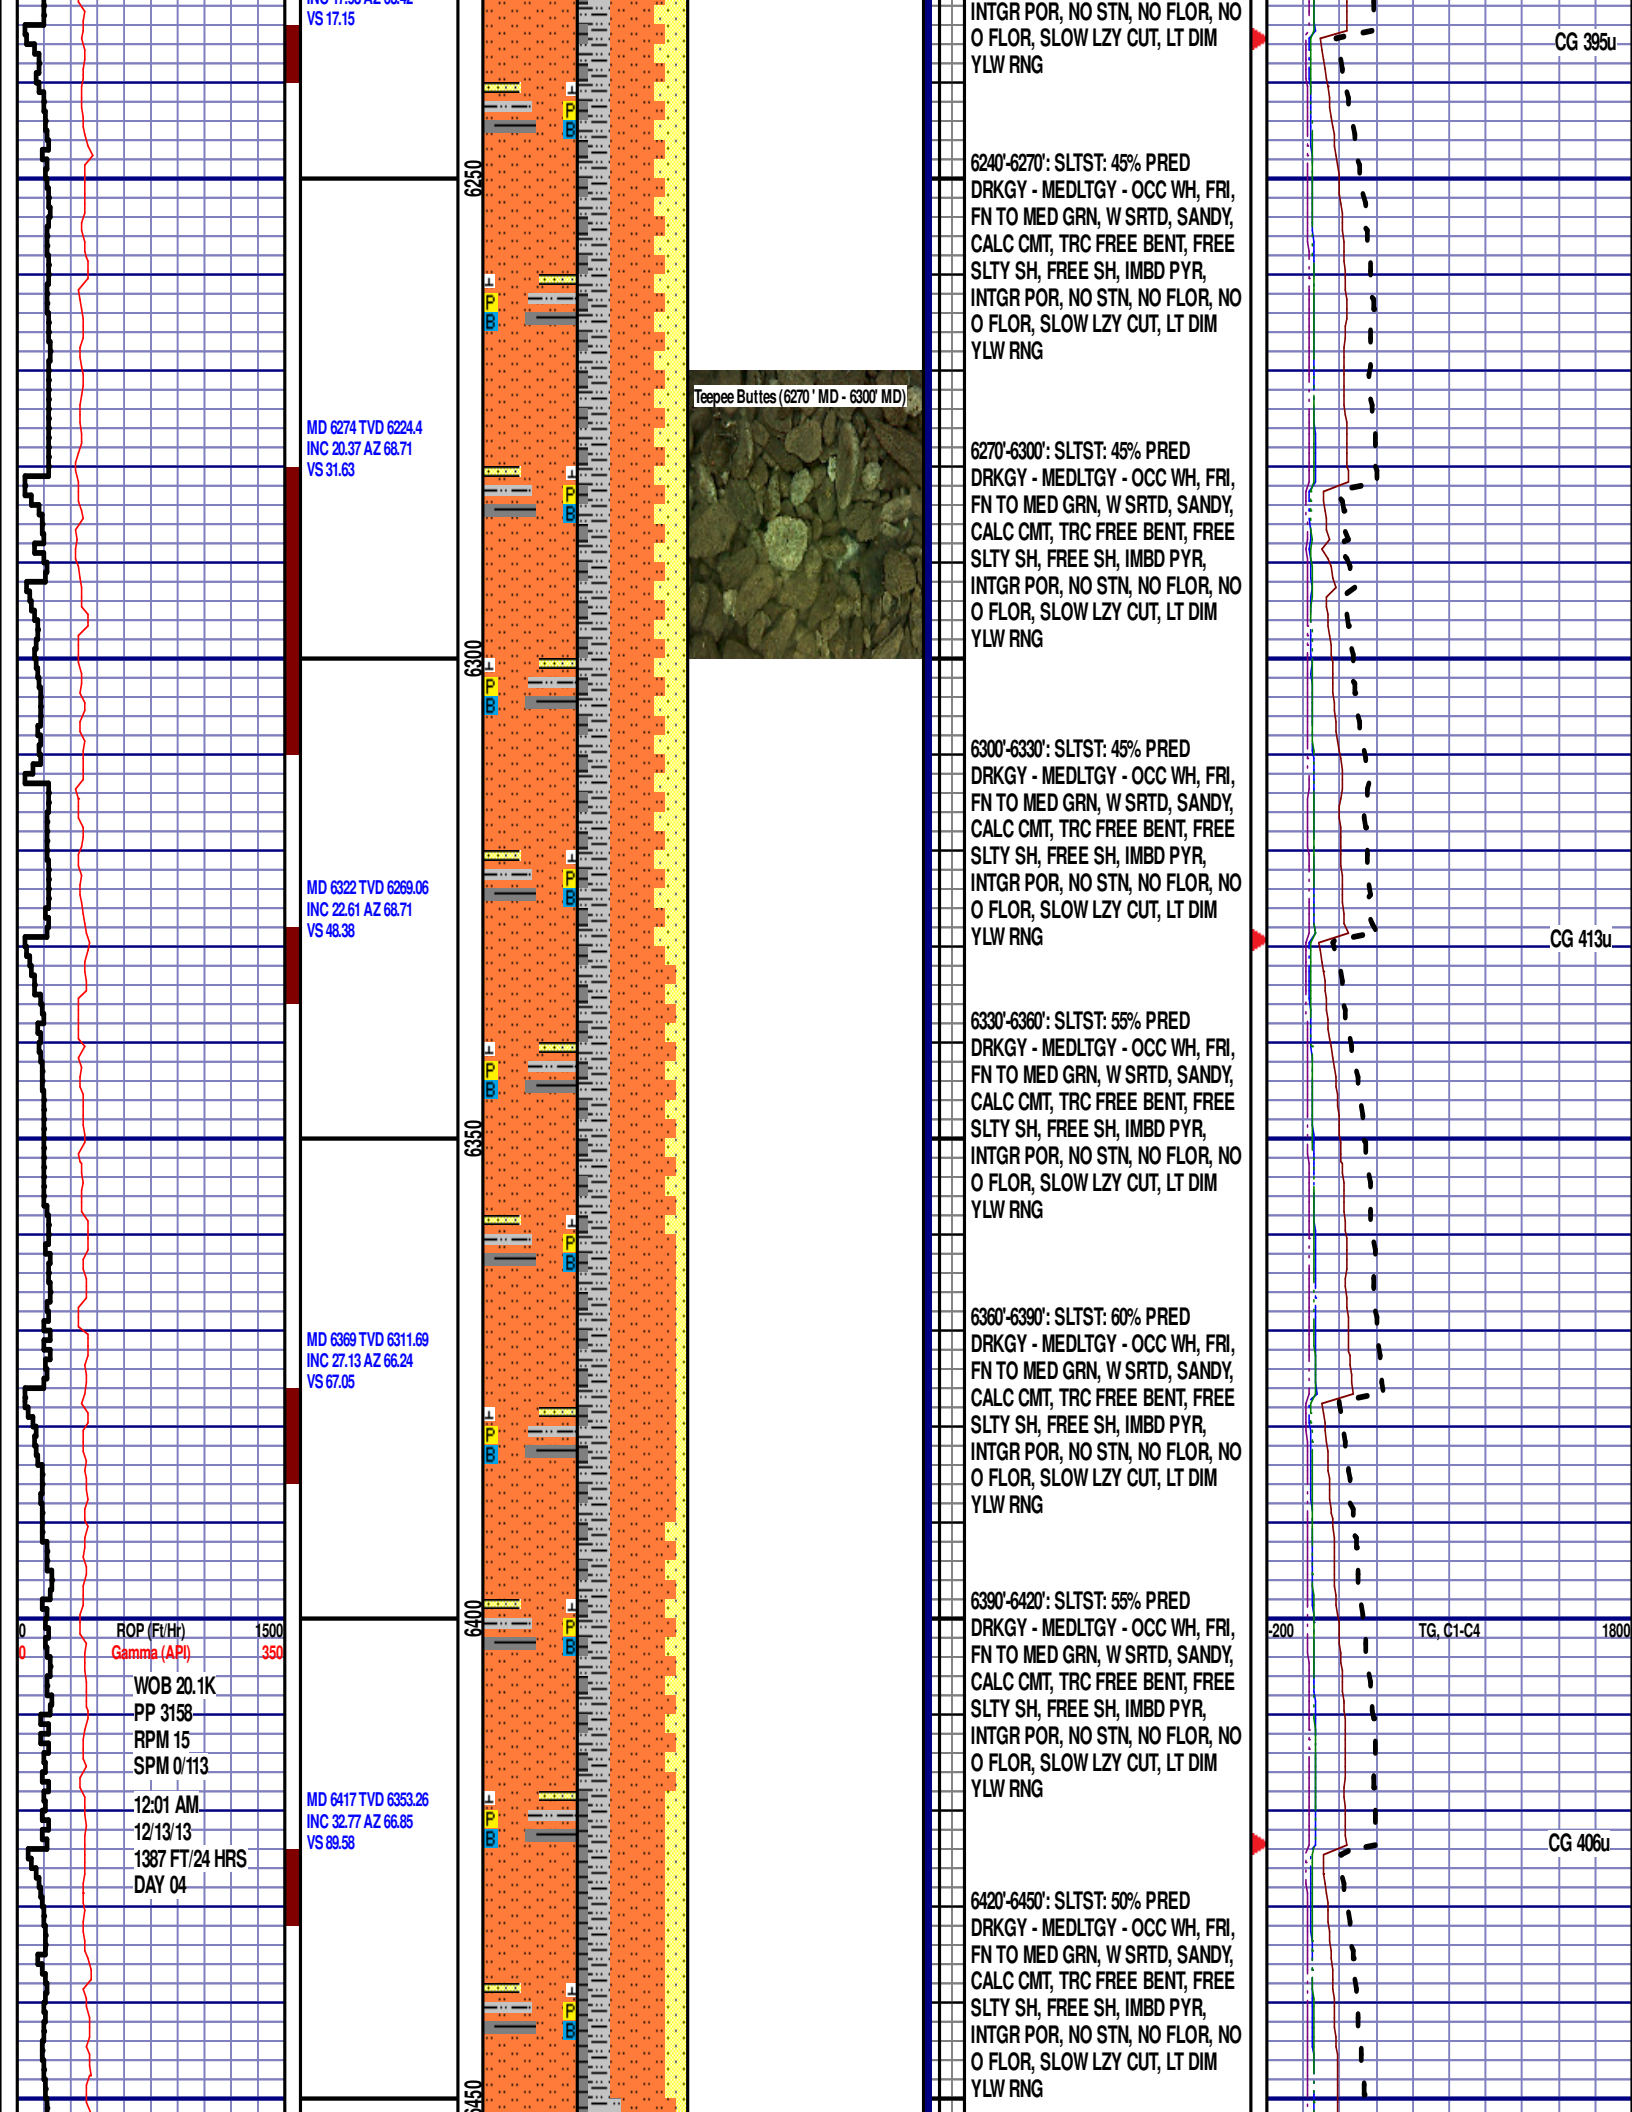 VS 17.15
INTGR POR, NO STN, NO FLOR, NO
O FLOR, SLOW LZY CUT, LT DIM
YLW RNG
CG 395u
T
P
B
6250
6240'-6270': SLTST: 45% PRED
DRKGY - MEDLTGY - OCC WH, FRI,
FN TO MED GRN, W SRTD, SANDY,
CALC CMT, TRC FREE BENT, FREE
SLTY SH, FREE SH, IMBD PYR,
INTGR POR, NO STN, NO FLOR, NO
O FLOR, SLOW LZY CUT, LT DIM
YLW RNG
P
B
Teepee Buttes (6270 ' MD - 6300' MD)
MD 6274 TVD 6224.4
INC 20.37 AZ 68.71
VS 31.63
P
B
6270'-6300': SLTST: 45% PRED
DRKGY - MEDLTGY - OCC WH, FRI,
FN TO MED GRN, W SRTD, SANDY,
CALC CMT, TRC FREE BENT, FREE
SLTY SH, FREE SH, IMBD PYR,
INTGR POR, NO STN, NO FLOR, NO
O FLOR, SLOW LZY CUT, LT DIM
YLW RNG
6300
P
B
6300'-6330': SLTST: 45% PRED
DRKGY - MEDLTGY - OCC WH, FRI,
FN TO MED GRN, W SRTD, SANDY,
CALC CMT, TRC FREE BENT, FREE
SLTY SH, FREE SH, IMBD PYR,
INTGR POR, NO STN, NO FLOR, NO
O FLOR, SLOW LZY CUT, LT DIM
YLW RNG
MD 6322 TVD 6269.06
INC 22.61 AZ 68.71
VS 48.38
P
B
CG 413u
6330'-6360': SLTST: 55% PRED
DRKGY - MEDLTGY - OCC WH, FRI,
FN TO MED GRN, W SRTD, SANDY,
CALC CMT, TRC FREE BENT, FREE
SLTY SH, FREE SH, IMBD PYR,
INTGR POR, NO STN, NO FLOR, NO
O FLOR, SLOW LZY CUT, LT DIM
YLW RNG
P
B
6350
P
B
MD 6369 TVD 6311.69
INC 27.13 AZ 66.24
VS 67.05
6360'-6390': SLTST: 60% PRED
DRKGY - MEDLTGY - OCC WH, FRI,
FN TO MED GRN, W SRTD, SANDY,
CALC CMT, TRC FREE BENT, FREE
SLTY SH, FREE SH, IMBD PYR,
INTGR POR, NO STN, NO FLOR, NO
O FLOR, SLOW LZY CUT, LT DIM
YLW RNG
P
B
6400
P
B
0 ROP (Ft/Hr) 1500
0 Gamma (API) 350
WOB 20.1K
PP 3158
RPM 15
SPM 0/113
12:01 AM
12/13/13
1387 FT/24 HRS
DAY 04
6390'-6420': SLTST: 55% PRED
DRKGY - MEDLTGY - OCC WH, FRI,
FN TO MED GRN, W SRTD, SANDY,
CALC CMT, TRC FREE BENT, FREE
SLTY SH, FREE SH, IMBD PYR,
INTGR POR, NO STN, NO FLOR, NO
O FLOR, SLOW LZY CUT, LT DIM
YLW RNG
-200 TG, C1-C4 1800
MD 6417 TVD 6353.26
INC 32.77 AZ 66.85
VS 89.58
P
B
CG 406u
6420'-6450': SLTST: 50% PRED
DRKGY - MEDLTGY - OCC WH, FRI,
FN TO MED GRN, W SRTD, SANDY,
CALC CMT, TRC FREE BENT, FREE
SLTY SH, FREE SH, IMBD PYR,
INTGR POR, NO STN, NO FLOR, NO
O FLOR, SLOW LZY CUT, LT DIM
YLW RNG
P
B
6450